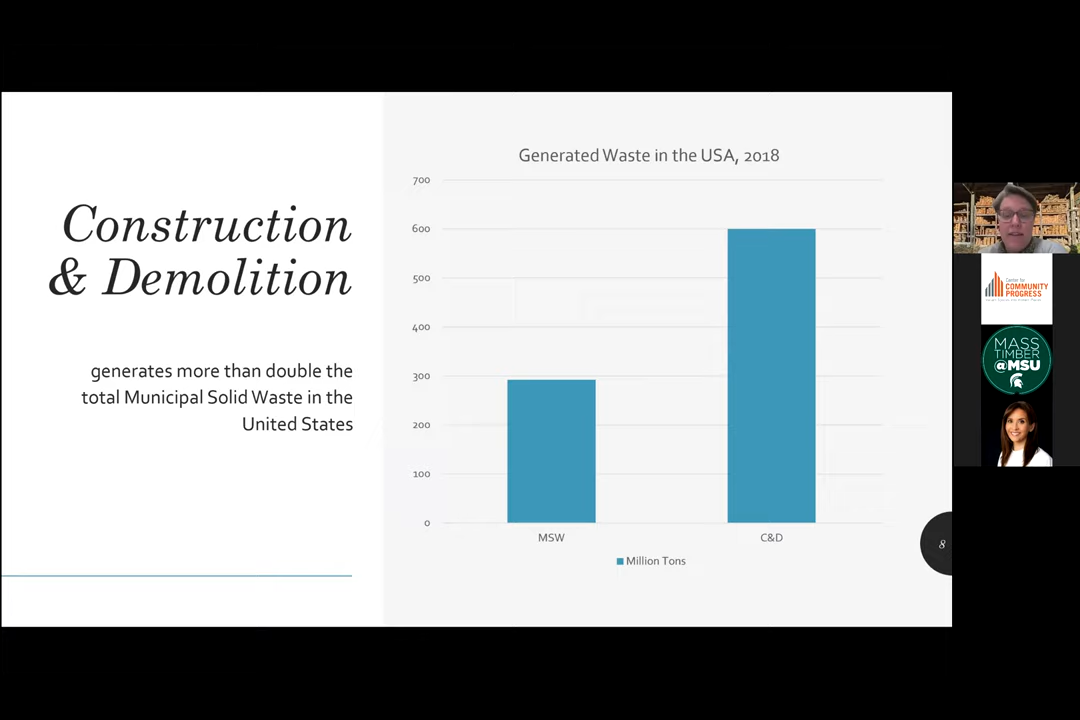 Construction
& Demolition
generates more than double the
total Municipal Solid Waste in the
United States
Generated Waste in the USA, 2018
700
600
500
400
300
200
100
0
MSW
C&D
Million Tons
8
Center for
COMMUNITY
PROGRESS
MASS
TIMBER
@MSU